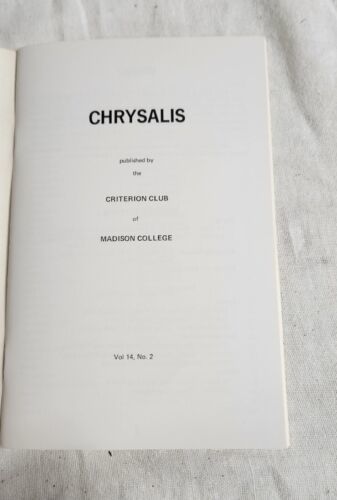 CHRYSALIS
published by
the
CRITERION CLUB
of
MADISON COLLEGE
Vol 14, No. 2